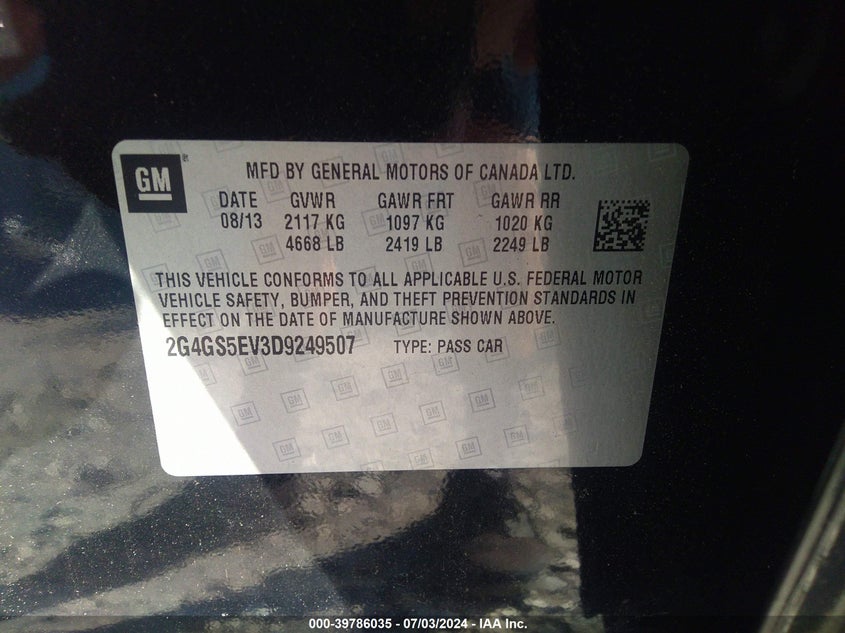 GM
MFD BY GENERAL MOTORS OF CANADA LTD.
DATE GVWR GAWR FRT GAWR RR
08/13 2117 KG 1097 KG 1020 KG
4668 LB 2419 LB 2249 LB
THIS VEHICLE CONFORMS TO ALL APPLICABLE U.S. FEDERAL MOTOR
VEHICLE SAFETY, BUMPER, AND THEFT PREVENTION STANDARDS IN
EFFECT ON THE DATE OF MANUFACTURE SHOWN ABOVE.
2G4GS5EV3D9249507 TYPE: PASS CAR
000-39786035 - 07/03/2024 - IAA Inc.